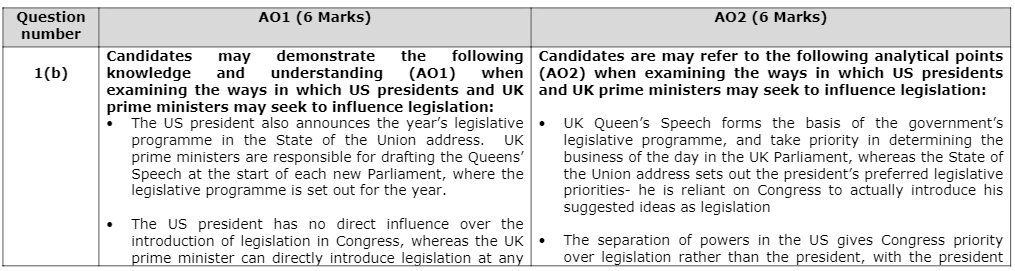 Question number
AO1 (6 Marks)
AO2 (6 Marks)
1(b)
Candidates may demonstrate the following
knowledge and understanding (AO1) when
examining the ways in which US presidents and UK
prime ministers may seek to influence legislation:
• The US president also announces the year's legislative
programme in the State of the Union address. UK
prime ministers are responsible for drafting the Queens'
Speech at the start of each new Parliament, where the
legislative programme is set out for the year.
• The US president has no direct influence over the
introduction of legislation in Congress, whereas the UK
prime minister can directly introduce legislation at any
Candidates are may refer to the following analytical points
(AO2) when examining the ways in which US presidents
and UK prime ministers may seek to influence legislation:
• UK Queen's Speech forms the basis of the government's
legislative programme, and take priority in determining the
business of the day in the UK Parliament, whereas the State of
the Union address sets out the president's preferred legislative
priorities- he is reliant on Congress to actually introduce his
suggested ideas as legislation
• The separation of powers in the US gives Congress priority
over legislation rather than the president, with the president